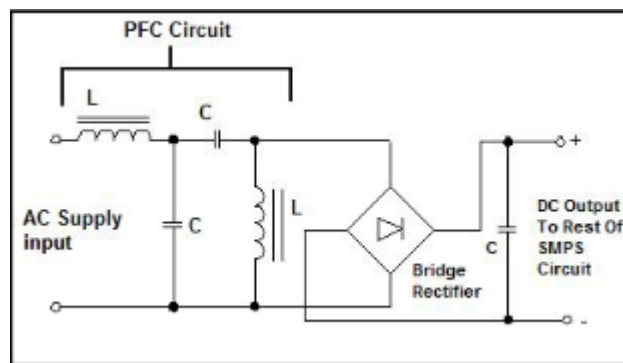 PFC Circuit
L
C
+
AC Supply
input
C
L
DC Output
To Rest Of
SMPS
Circuit
C
Bridge
Rectifier
-